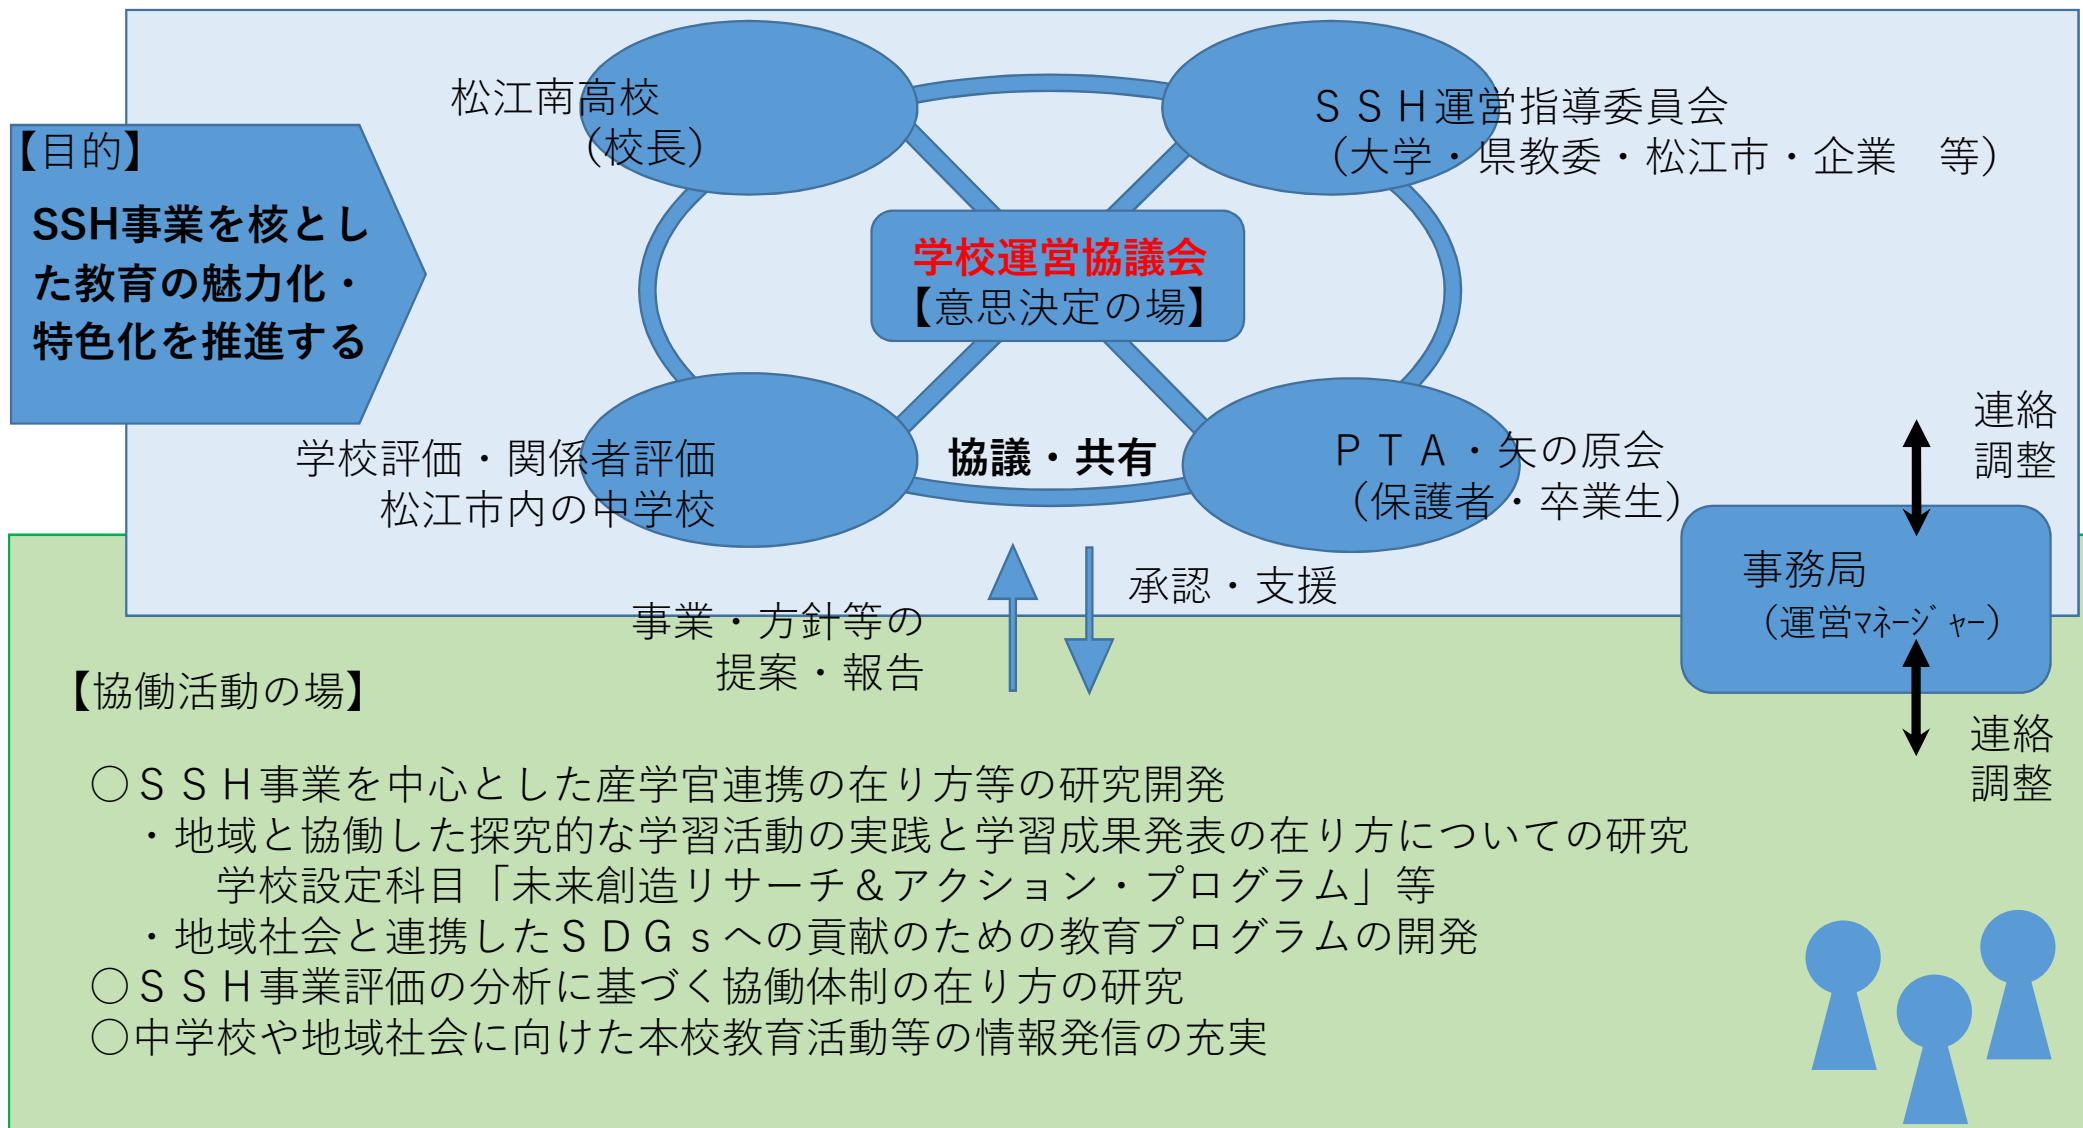 松江南高校
（校長）
ＳＳＨ運営指導委員会
（大学・県教委・松江市・企業　等）
【目的】
SSH事業を核とし
た教育の魅力化・
特色化を推進する
学校運営協議会
【意思決定の場】
学校評価・関係者評価
松江市内の中学校
協議・共有
ＰＴＡ・矢の原会
（保護者・卒業生）
連絡
調整
事務局
（運営ﾏﾈｰｼﾞｬｰ）
事業・方針等の
提案・報告
承認・支援
連絡
調整
【協働活動の場】
○ＳＳＨ事業を中心とした産学官連携の在り方等の研究開発
・地域と協働した探究的な学習活動の実践と学習成果発表の在り方についての研究
学校設定科目「未来創造リサーチ＆アクション・プログラム」等
・地域社会と連携したＳＤＧｓへの貢献のための教育プログラムの開発
○ＳＳＨ事業評価の分析に基づく協働体制の在り方の研究
○中学校や地域社会に向けた本校教育活動等の情報発信の充実